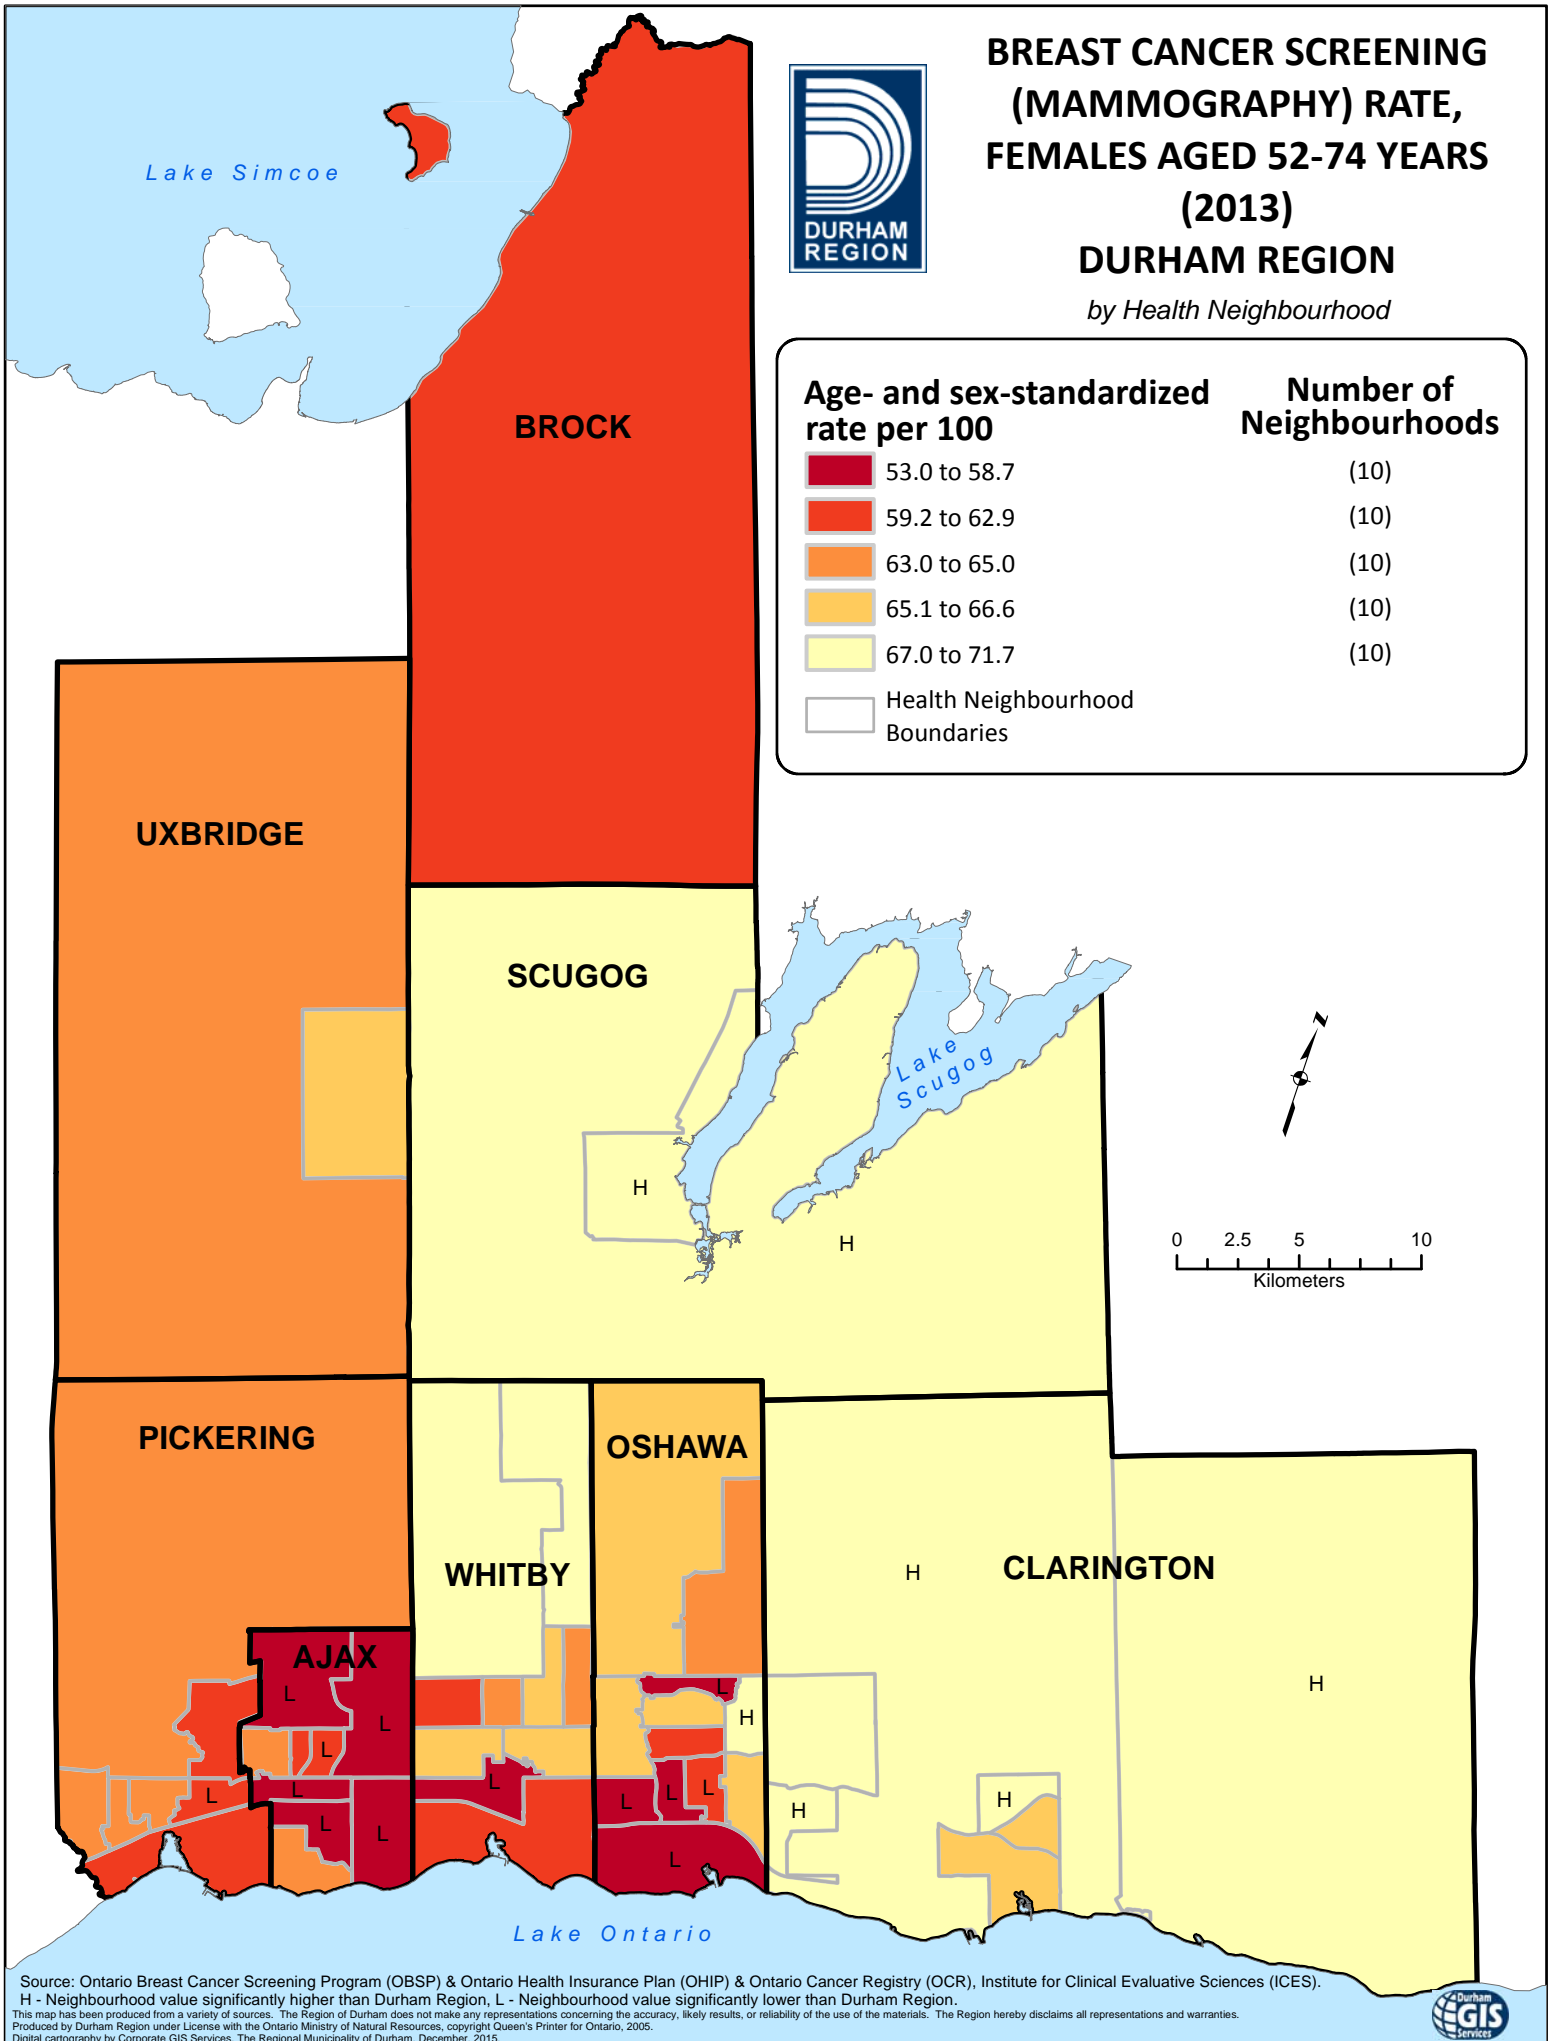 BREAST CANCER SCREENING
(MAMMOGRAPHY) RATE,
FEMALES AGED 52-74 YEARS
(2013)
DURHAM REGION
by Health Neighbourhood
DURHAM
REGION
Age- and sex-standardized
rate per 100
Number of
Neighbourhoods
53.0 to 58.7 (10)
59.2 to 62.9 (10)
63.0 to 65.0 (10)
65.1 to 66.6 (10)
67.0 to 71.7 (10)
Health Neighbourhood
Boundaries
Lake Simcoe
BROCK
UXBRIDGE
SCUGOG
Lake
Scugog
N
H
H
0 2.5 5 10
Kilometers
PICKERING
OSHAWA
WHITBY
CLARINGTON
H
AJAX
H
L
L
L
H
L
L
L
L
L
L
L
L
L
L
H
H
L
Lake Ontario
Source: Ontario Breast Cancer Screening Program (OBSP) & Ontario Health Insurance Plan (OHIP) & Ontario Cancer Registry (OCR), Institute for Clinical Evaluative Sciences (ICES).
H - Neighbourhood value significantly higher than Durham Region, L - Neighbourhood value significantly lower than Durham Region.
This map has been produced from a variety of sources. The Region of Durham does not make any representations concerning the accuracy, likely results, or reliability of the use of the materials. The Region hereby disclaims all representations and warranties.
Produced by Durham Region under License with the Ontario Ministry of Natural Resources, copyright Queen's Printer for Ontario, 2005.
Digital cartography by Corporate GIS Services, The Regional Municipality of Durham, December, 2015.
Durham
GIS
Services